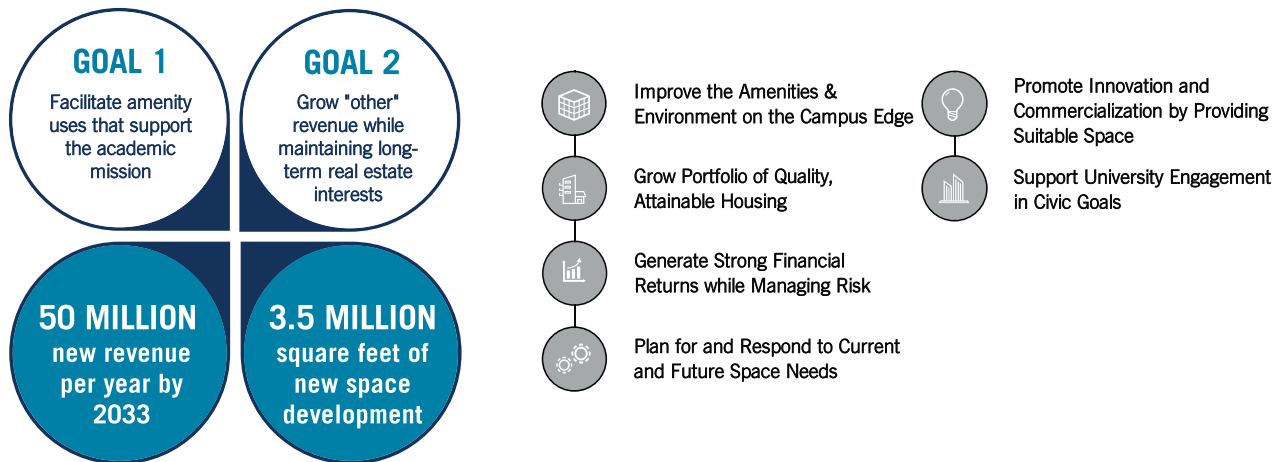 GOAL 1
Facilitate amenity
uses that support
the academic
mission
GOAL 2
Grow "other"
revenue while
maintaining long-
term real estate
interests
50 MILLION
new revenue
per year by
2033
3.5 MILLION
square feet of
new space
development
Improve the Amenities &
Environment on the Campus Edge
Grow Portfolio of Quality,
Attainable Housing
Generate Strong Financial
Returns while Managing Risk
Plan for and Respond to Current
and Future Space Needs
Promote Innovation and
Commercialization by Providing
Suitable Space
Support University Engagement
in Civic Goals